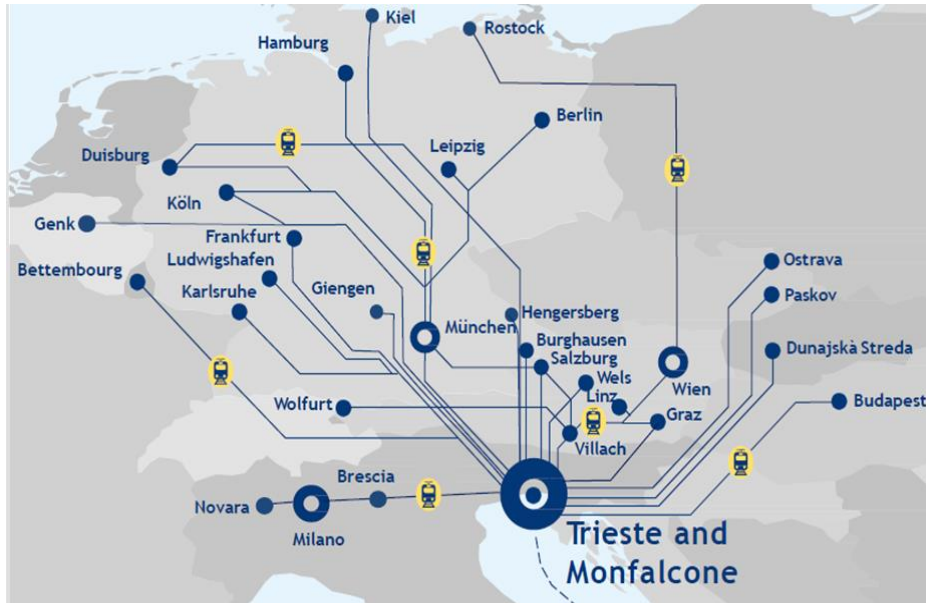 Kiel
Rostock
Hamburg
Berlin
Leipzig
Duisburg
Köln
Genk
Frankfurt
Ludwigshafen
Bettembourg
Karlsruhe
Giengen
Ostrava
Paskov
Hengersberg
München
Burghausen
Salzburg
Dunajskà Streda
Wels
Linz
Wien
Wolfurt
Graz
Budapest
Villach
Brescia
Novara
Milano
Trieste and
Monfalcone